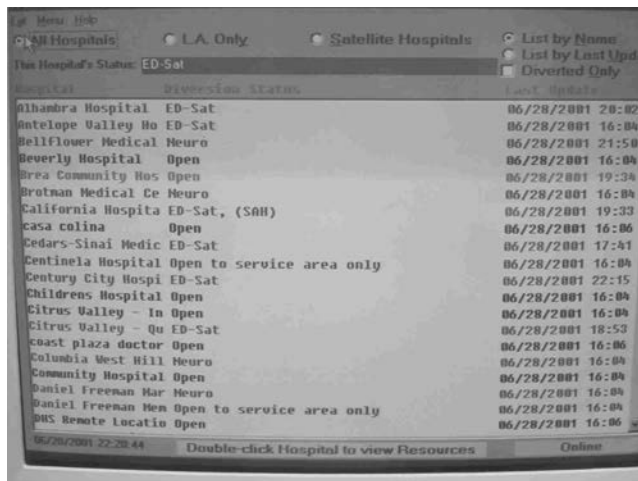 Menu Help
All Hospitals L.A. Only Satellite Hospitals List by Name
List by Last Upd
This Hospital's Status: ED-Sat Diverted Only
Hospital Diversion Status Last Update
Alhambra Hospital ED-Sat 06/28/2001 20:02
Antelope Valley Ho ED-Sat 06/28/2001 16:04
Bellflower Medical Neuro 06/28/2001 21:50
Beverly Hospital Open 06/28/2001 16:04
Brea Community Hos Open 06/28/2001 19:34
Brotman Medical Ce Neuro 06/28/2001 16:04
California Hospita ED-Sat, (SAH) 06/28/2001 19:33
casa colina Open 06/28/2001 16:06
Cedars-Sinai Medic ED-Sat 06/28/2001 17:41
Centinela Hospital Open to service area only 06/28/2001 16:04
Century City Hospi ED-Sat 06/28/2001 22:15
Childrens Hospital Open 06/28/2001 16:04
Citrus Valley - In Open 06/28/2001 16:04
Citrus Valley - Qu ED-Sat 06/28/2001 18:53
coast plaza doctor Open 06/28/2001 16:06
Columbia West Hill Neuro 06/28/2001 16:04
Community Hospital Open 06/28/2001 16:04
Daniel Freeman Mar Neuro 06/28/2001 16:04
Daniel Freeman Mem Open to service area only 06/28/2001 16:04
DHS Remote Locatio Open 06/28/2001 16:06
06/28/2001 22:20:44 Double-click Hospital to view Resources Online